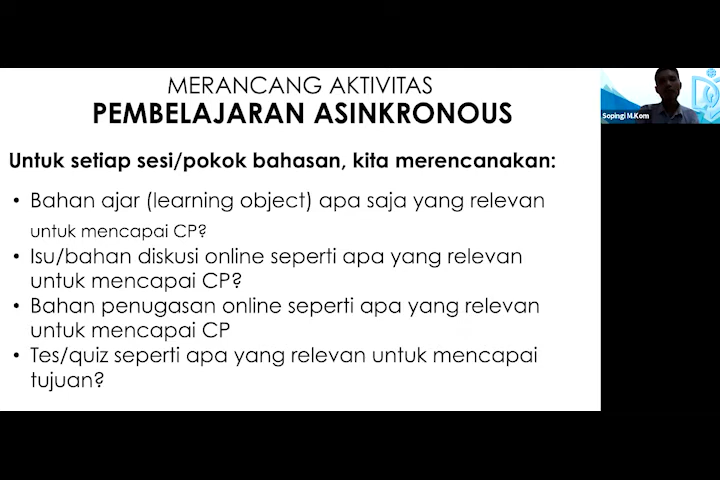 MERANCANG AKTIVITAS
PEMBELAJARAN ASINKRONOUS
Untuk setiap sesi/pokok bahasan, kita merencanakan:
• Bahan ajar (learning object) apa saja yang relevan
untuk mencapai CP?
• Isu/bahan diskusi online seperti apa yang relevan
untuk mencapai CP?
• Bahan penugasan online seperti apa yang relevan
untuk mencapai CP
• Tes/quiz seperti apa yang relevan untuk mencapai
tujuan?
Sopingi M.Kom